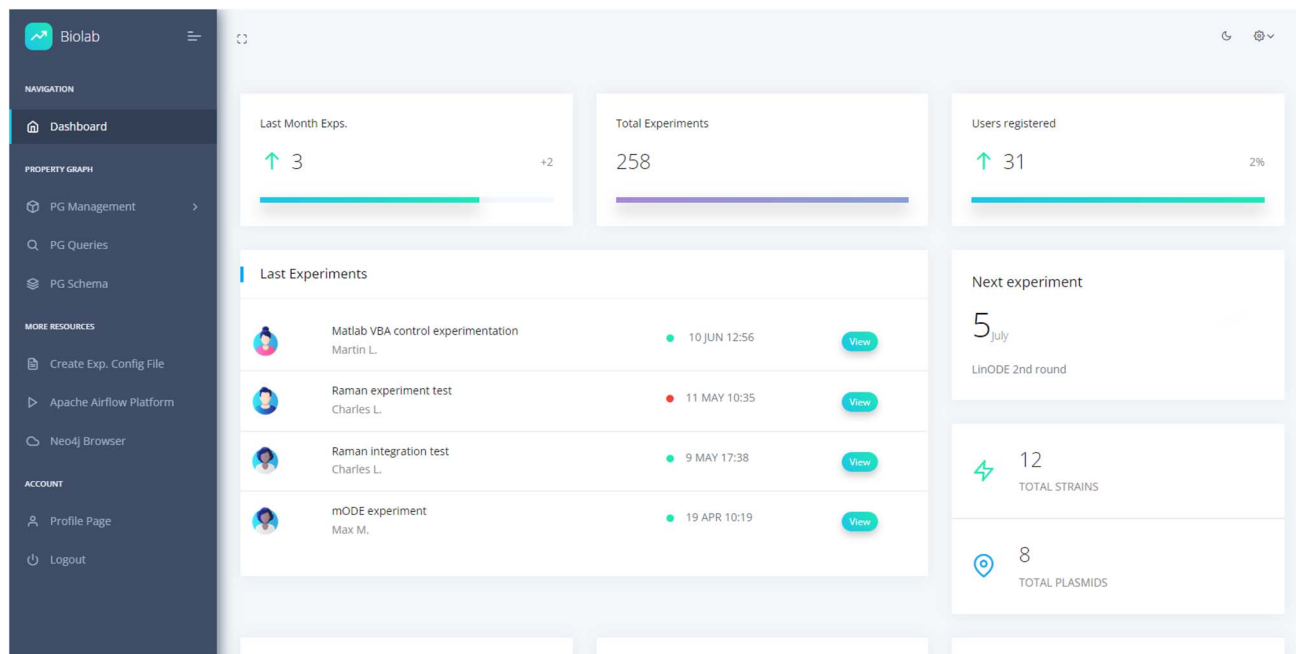 Biolab
NAVIGATION
Dashboard
PROPERTY GRAPH
PG Management
PG Queries
PG Schema
MORE RESOURCES
Create Exp. Config File
Apache Airflow Platform
Neo4j Browser
ACCOUNT
Profile Page
Logout
Last Month Exps.
3 +2
Total Experiments
258
Users registered
31 2%
Last Experiments
Matlab VBA control experimentation
Martin L.
10 JUN 12:56 View
Raman experiment test
Charles L.
11 MAY 10:35 View
Raman integration test
Charles L.
9 MAY 17:38 View
mODE experiment
Max M.
19 APR 10:19 View
Next experiment
5 July
LinODE 2nd round
12
TOTAL STRAINS
8
TOTAL PLASMIDS